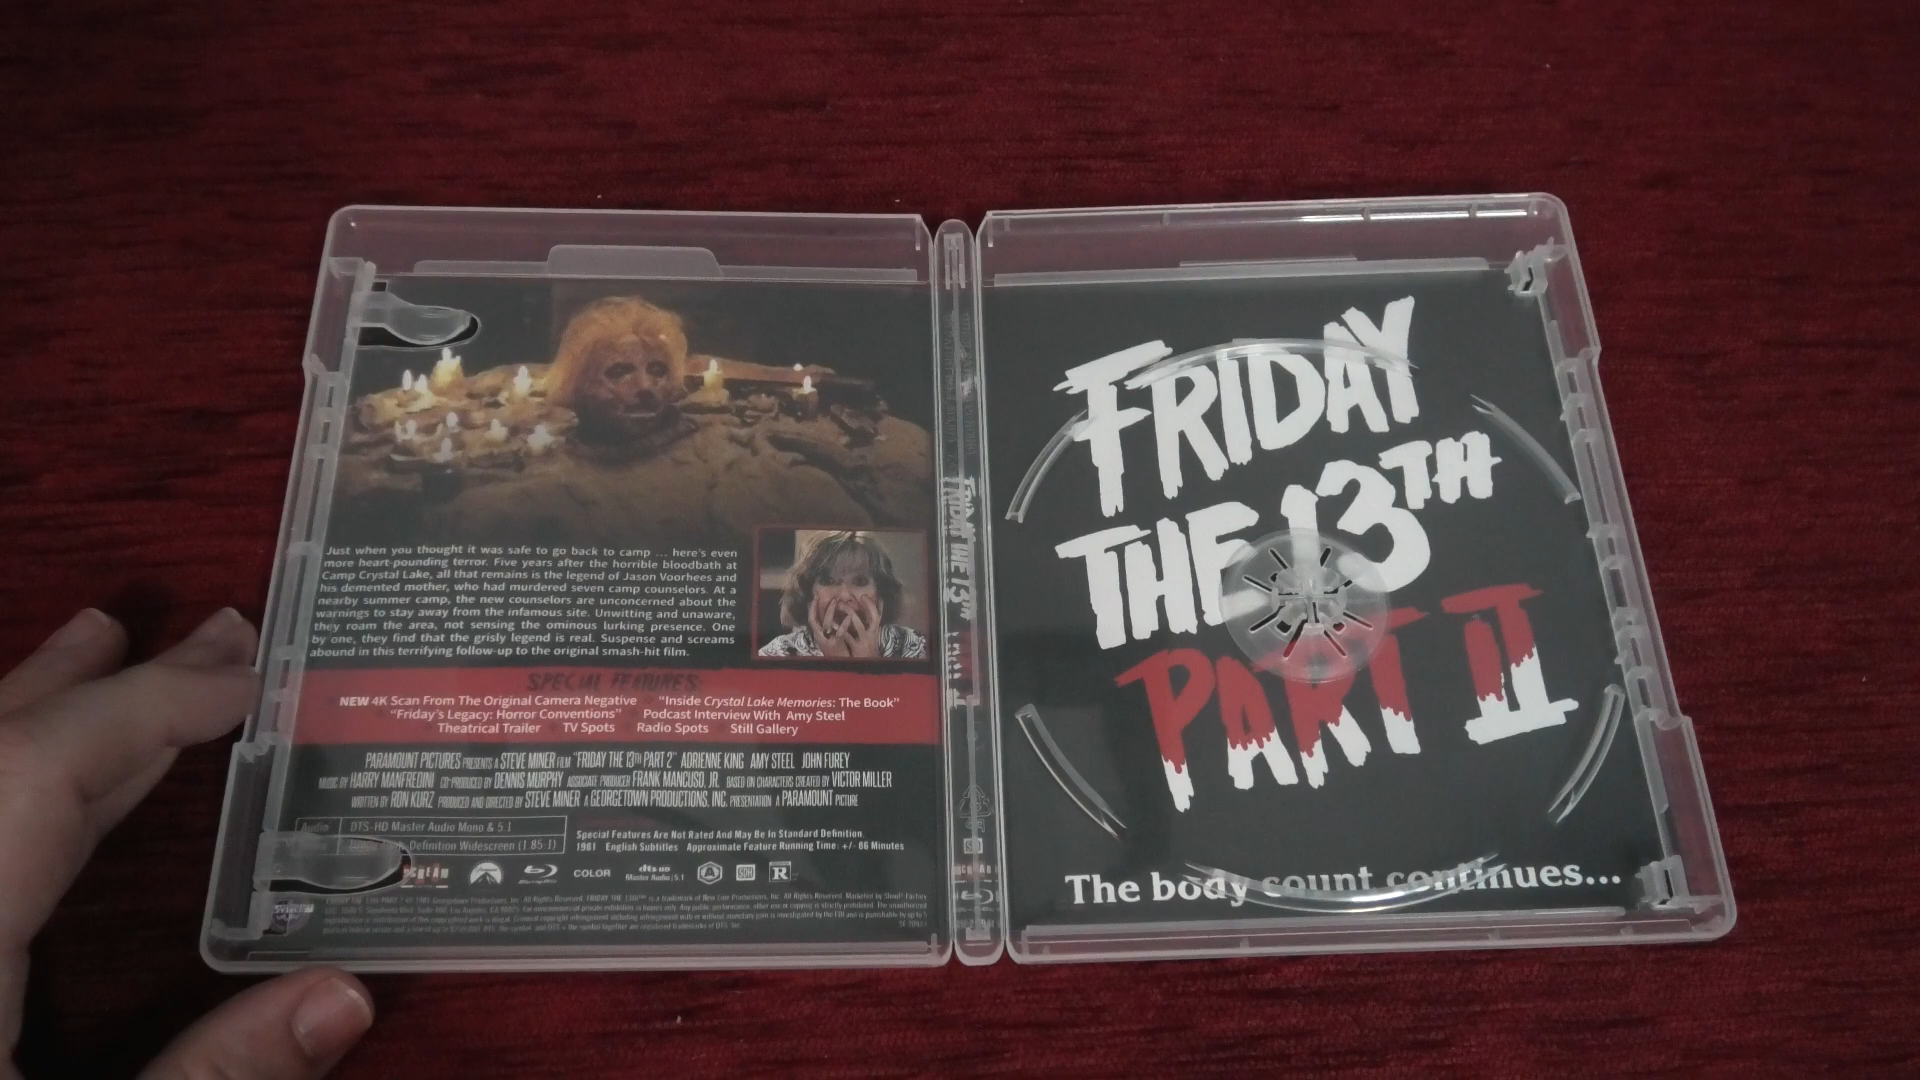 Just when you thought it was safe to go back to camp ... here's even
more heart-pounding terror. Five years after the horrible bloodbath at
Camp Crystal Lake, all that remains is the legend of Jason Voorhees and
his demented mother, who had murdered seven camp counselors. At a
nearby summer camp, the new counselors are unconcerned about the
warnings to stay away from the infamous site. Unwitting and unaware,
they roam the area, not sensing the ominous lurking presence. One
by one, they find that the grisly legend is real. Suspense and screams
abound in this terrifying follow-up to the original smash-hit film.
SPECIAL FEATURES:
NEW 4K Scan From The Original Camera Negative "Inside Crystal Lake Memories: The Book"
"Friday's Legacy: Horror Conventions" Podcast Interview With Amy Steel
Theatrical Trailer TV Spots Radio Spots Still Gallery
PARAMOUNT PICTURES PRESENTS A STEVE MINER FILM "FRIDAY THE 13TH PART 2" ADRIENNE KING AMY STEEL JOHN FUREY
MUSIC BY HARRY MANFREDINI CO-PRODUCED BY DENNIS MURPHY ASSOCIATE PRODUCER FRANK MANCUSO, JR. BASED ON CHARACTERS CREATED BY VICTOR MILLER
WRITTEN BY RON KURZ PRODUCED AND DIRECTED BY STEVE MINER A GEORGETOWN PRODUCTIONS, INC. PRESENTATION A PARAMOUNT PICTURE
Audio DTS-HD Master Audio Mono & 5.1
Definition Widescreen (1.85:1)
Special Features Are Not Rated And May Be In Standard Definition.
1981 English Subtitles Approximate Feature Running Time: +/- 86 Minutes
COLOR dts-HD Master Audio | 5.1 A SDH R
FRIDAY THE 13TH
FRIDAY
THE 13TH
PART II
The body count continues...